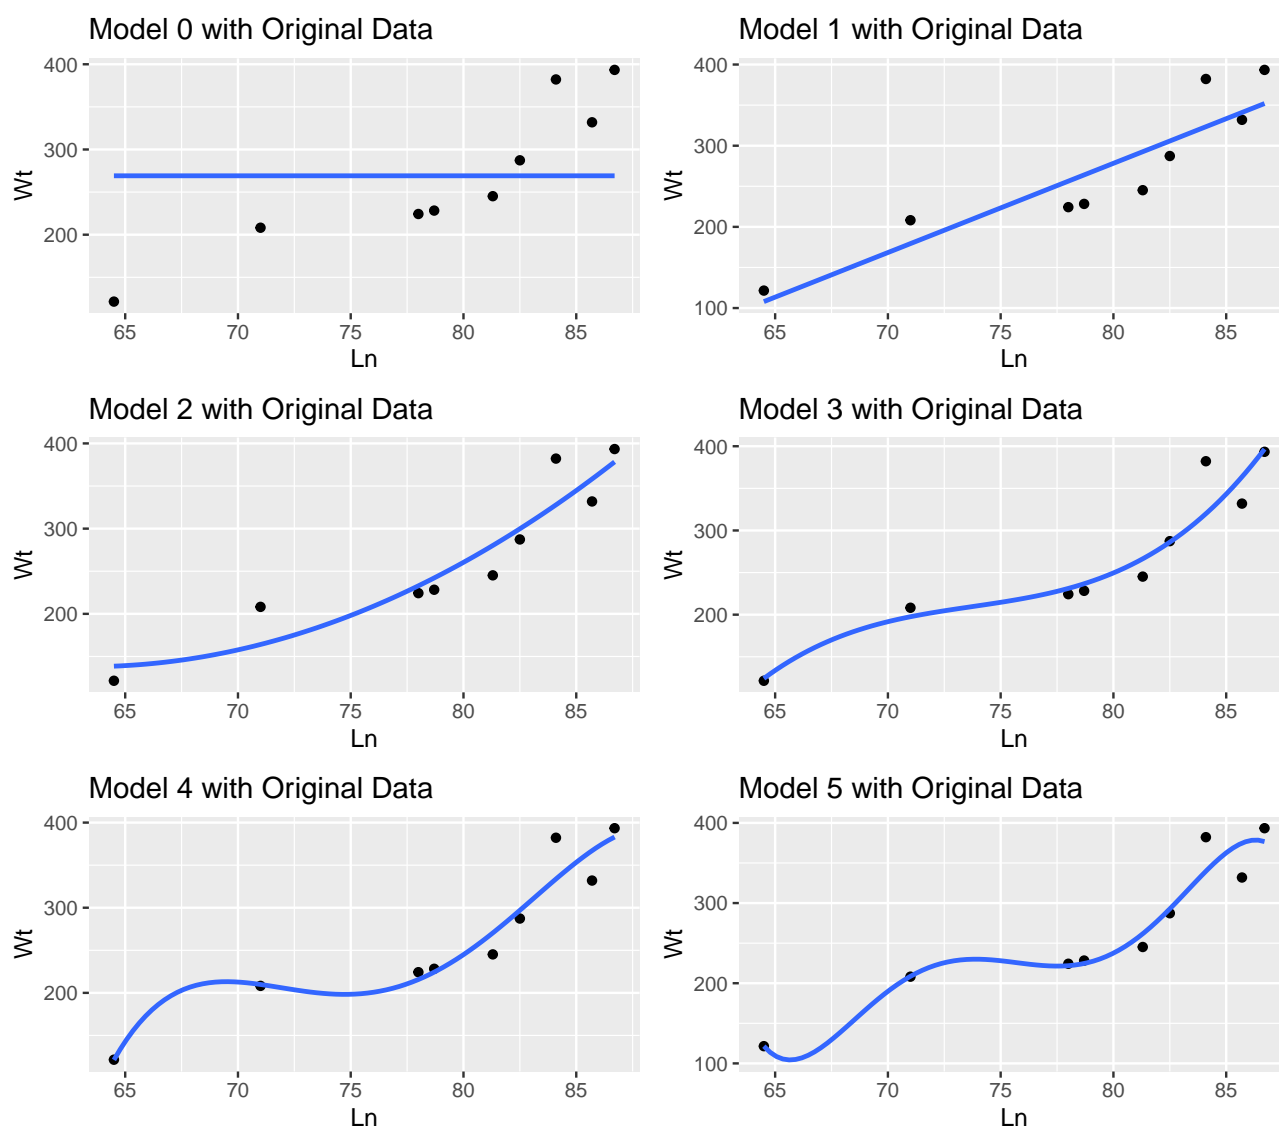 Model 0 with Original Data
400
300
200
Wt
65 70 75 80 85
Ln
Model 1 with Original Data
400
300
200
100
Wt
65 70 75 80 85
Ln
Model 2 with Original Data
400
300
200
Wt
65 70 75 80 85
Ln
Model 3 with Original Data
400
300
200
Wt
65 70 75 80 85
Ln
Model 4 with Original Data
400
300
200
Wt
65 70 75 80 85
Ln
Model 5 with Original Data
400
300
200
100
Wt
65 70 75 80 85
Ln